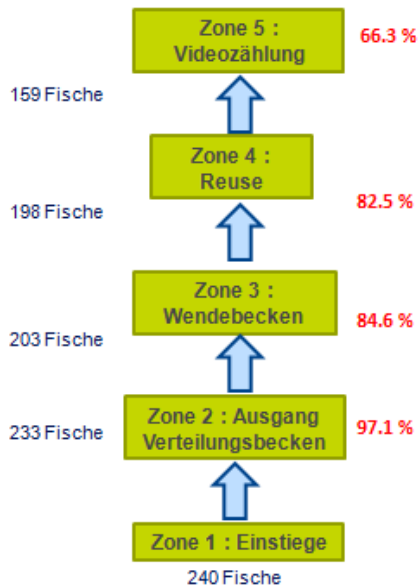 Zone 5 :
Videozählung
66.3 %
159 Fische
Zone 4 :
Reuse
82.5 %
198 Fische
Zone 3 :
Wendebecken
84.6 %
203 Fische
Zone 2 : Ausgang
Verteilungsbecken
97.1 %
233 Fische
Zone 1 : Einstiege
240 Fische